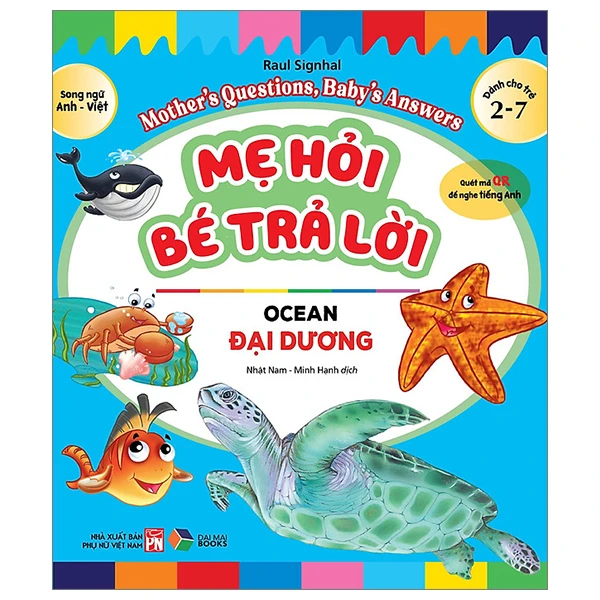 Raul Signhal
Song ngữ
Anh - Việt
Mother's Questions, Baby's Answers
Dành cho trẻ
2-7
MẸ HỎI
BÉ TRẢ LỜI
Quét mã QR
để nghe tiếng Anh
OCEAN
ĐẠI DƯƠNG
Nhật Nam - Minh Hạnh dịch
NHÀ XUẤT BẢN
PHỤ NỮ VIỆT NAM
PN
ĐẠI MAI
BOOKS